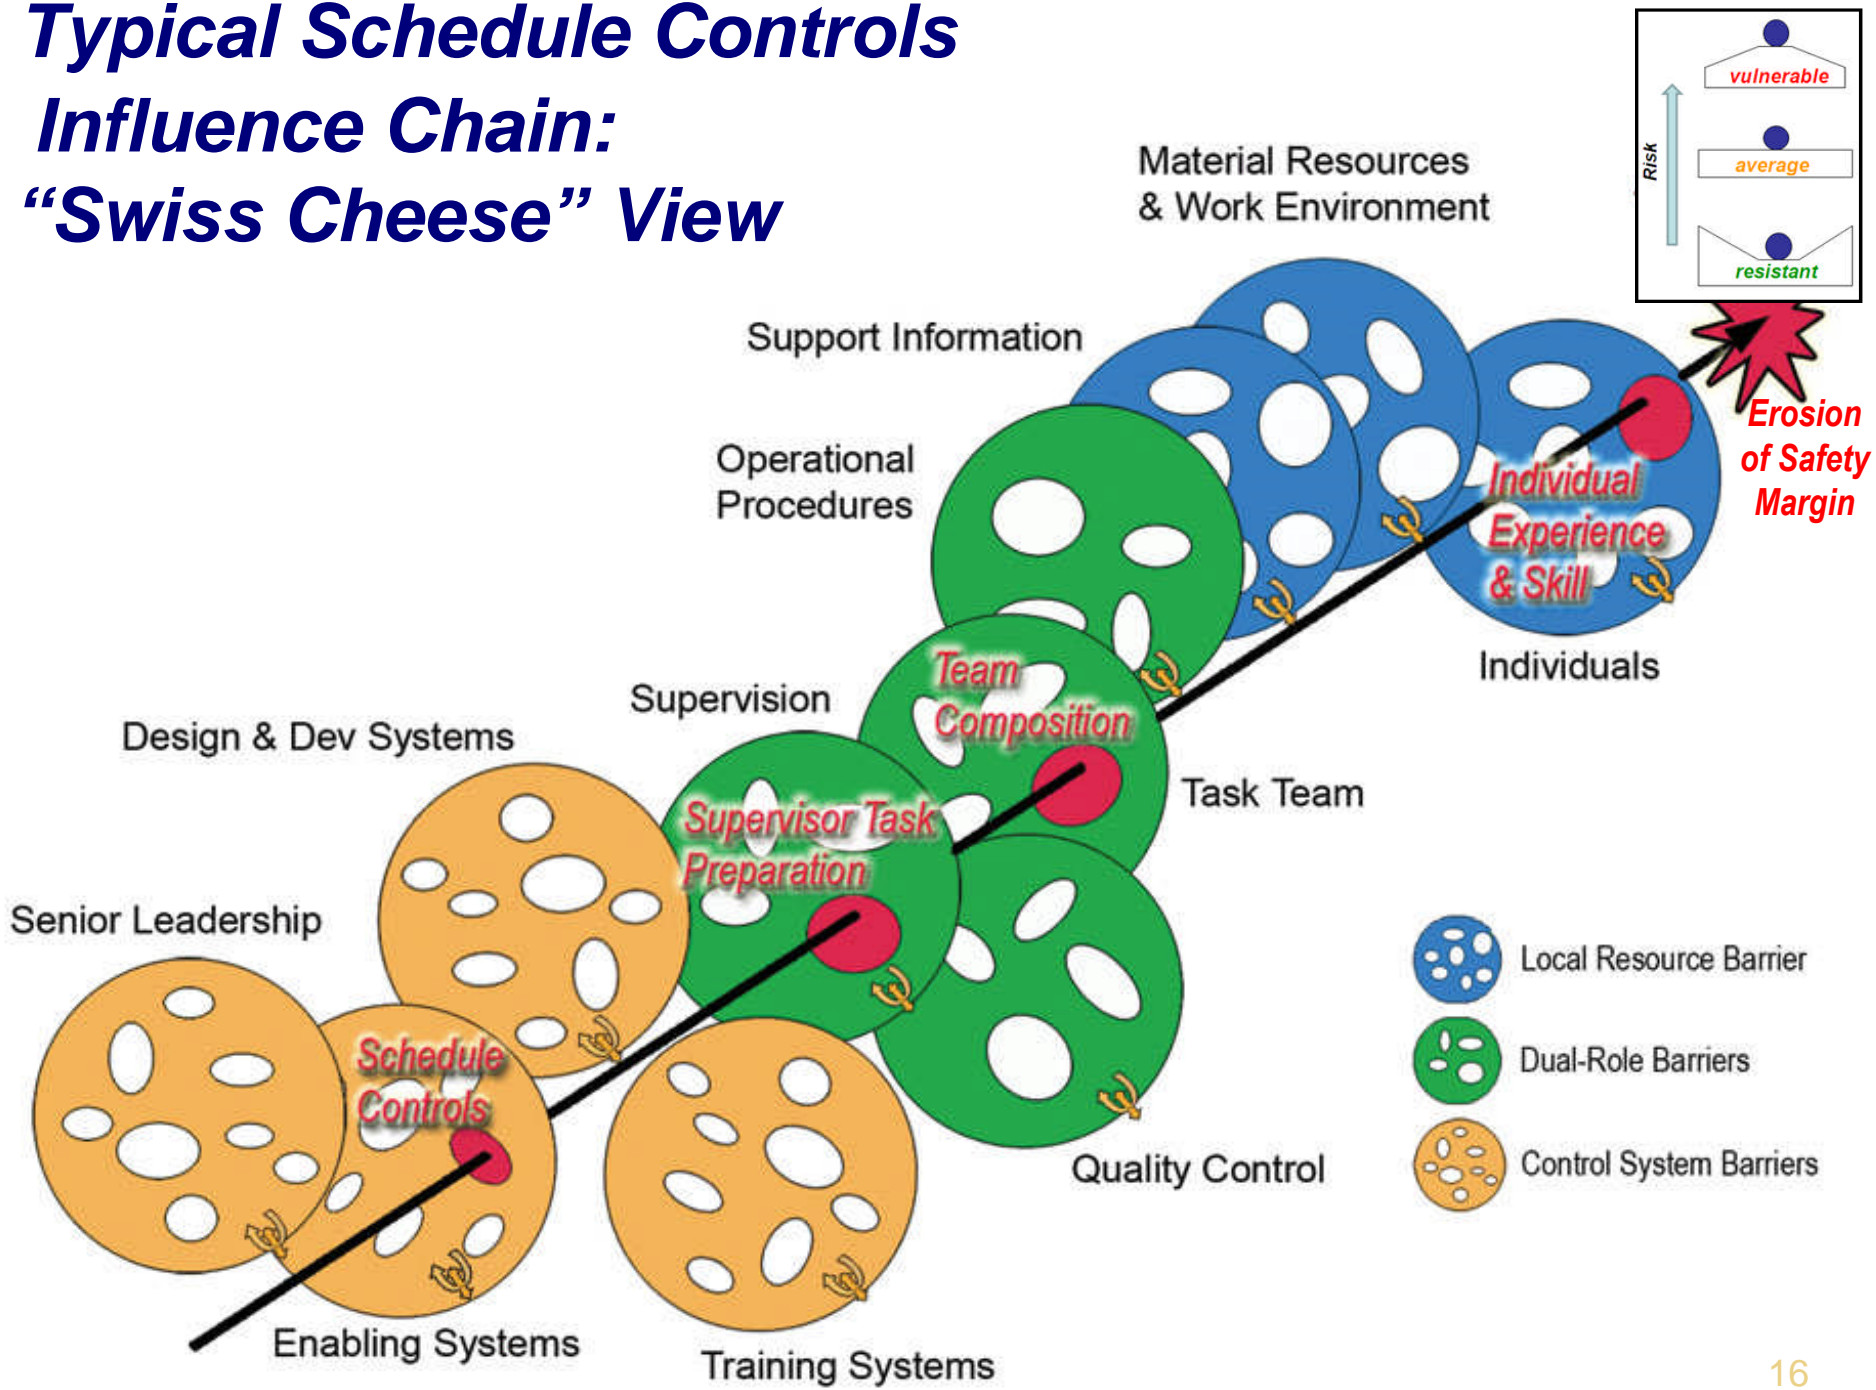 Typical Schedule Controls
Influence Chain:
“Swiss Cheese” View
vulnerable
Risk
average
resistant
Material Resources
& Work Environment
Support Information
Operational
Procedures
Erosion
of Safety
Margin
Individual
Experience
& Skill
Individuals
Team
Composition
Supervision
Design & Dev Systems
Task Team
Supervisor Task
Preparation
Senior Leadership
Local Resource Barrier
Schedule
Controls
Dual-Role Barriers
Quality Control
Control System Barriers
Enabling Systems
Training Systems
16